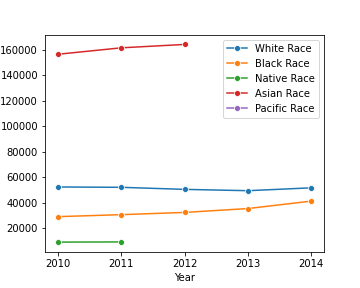 160000
140000
120000
100000
80000
60000
40000
20000
White Race
Black Race
Native Race
Asian Race
Pacific Race
2010 2011 2012 2013 2014
Year